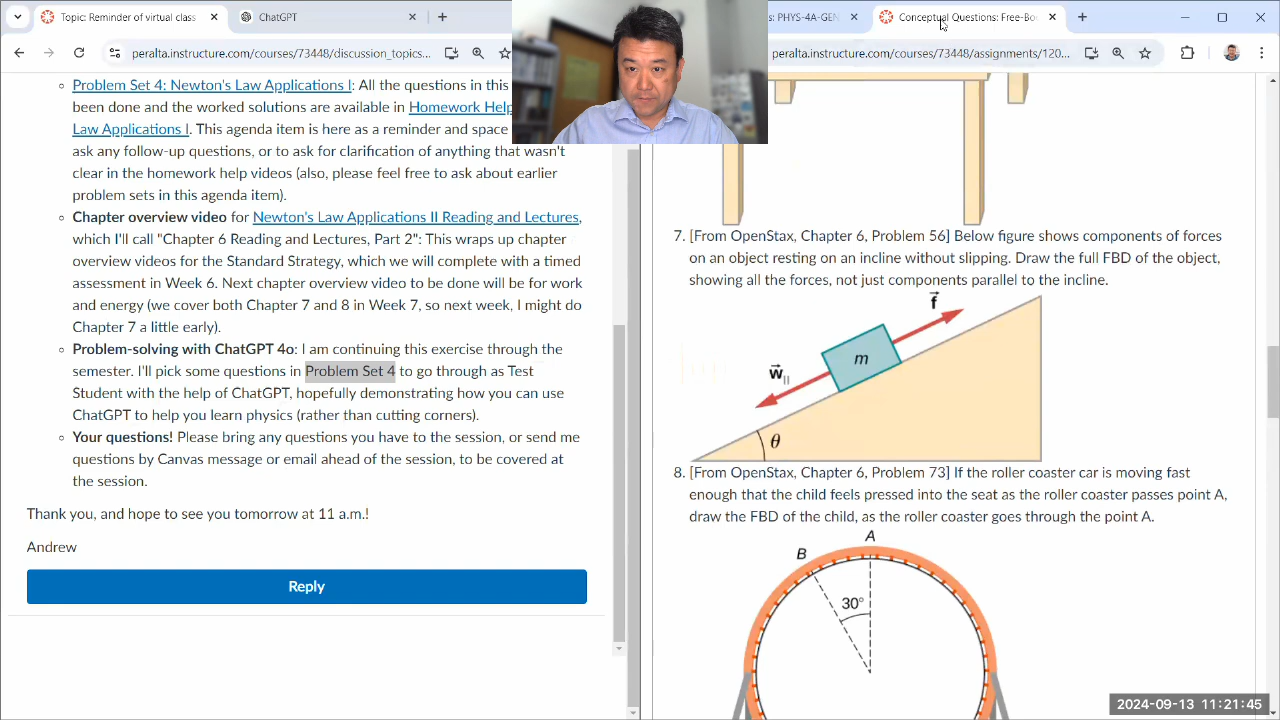 Topic: Reminder of virtual class
ChatGPT
s: PHYS-4A-GEN
Conceptual Questions: Free-Bo
peralta.instructure.com/courses/73448/discussion_topics...
peralta.instructure.com/courses/73448/assignments/120...
Problem Set 4: Newton's Law Applications I: All the questions in this
been done and the worked solutions are available in Homework Help
Law Applications I. This agenda item is here as a reminder and space
ask any follow-up questions, or to ask for clarification of anything that wasn't
clear in the homework help videos (also, please feel free to ask about earlier
problem sets in this agenda item).
Chapter overview video for Newton's Law Applications II Reading and Lectures,
which I'll call "Chapter 6 Reading and Lectures, Part 2": This wraps up chapter
overview videos for the Standard Strategy, which we will complete with a timed
assessment in Week 6. Next chapter overview video to be done will be for work
and energy (we cover both Chapter 7 and 8 in Week 7, so next week, I might do
Chapter 7 a little early).
Problem-solving with ChatGPT 4o: I am continuing this exercise through the
semester. I'll pick some questions in Problem Set 4 to go through as Test
Student with the help of ChatGPT, hopefully demonstrating how you can use
ChatGPT to help you learn physics (rather than cutting corners).
Your questions! Please bring any questions you have to the session, or send me
questions by Canvas message or email ahead of the session, to be covered at
the session.
Thank you, and hope to see you tomorrow at 11 a.m.!
Andrew
Reply
7. [From OpenStax, Chapter 6, Problem 56] Below figure shows components of forces
on an object resting on an incline without slipping. Draw the full FBD of the object,
showing all the forces, not just components parallel to the incline.
f
m
w||
θ
8. [From OpenStax, Chapter 6, Problem 73] If the roller coaster car is moving fast
enough that the child feels pressed into the seat as the roller coaster passes point A,
draw the FBD of the child, as the roller coaster goes through the point A.
A
B
30°
2024-09-13 11:21:45